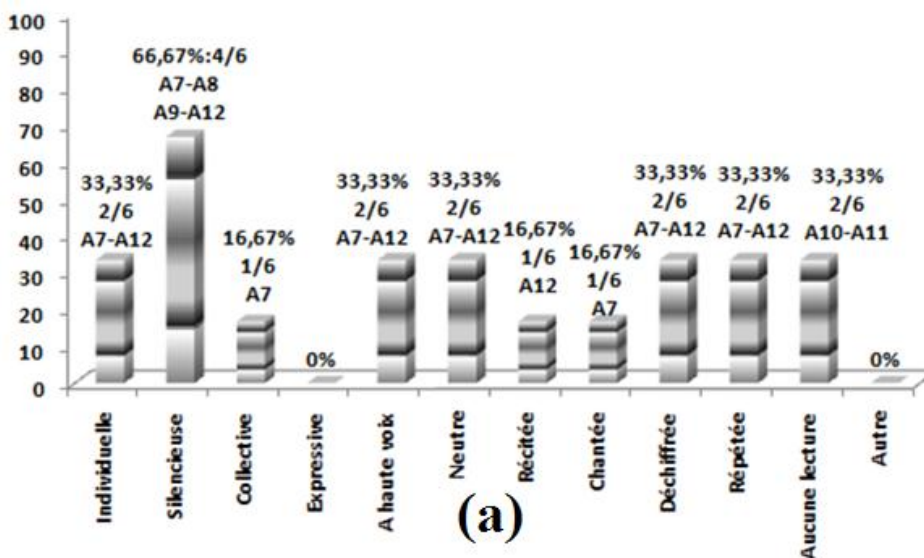 100
90
80
70
60
50
40
30
20
10
0
33,33%
2/6
A7-A12
66,67%:4/6
A7-A8
A9-A12
16,67%
1/6
A7
0%
33,33%
2/6
A7-A12
33,33%
2/6
A7-A12
16,67%
1/6
A12
16,67%
1/6
A7
33,33%
2/6
A7-A12
33,33%
2/6
A7-A12
33,33%
2/6
A10-A11
0%
Individuelle
Silencieuse
Collective
Expressive
A haute voix
Neutre
Récitée
Chantée
Déchiffrée
Répétée
Aucune lecture
Autre
(a)